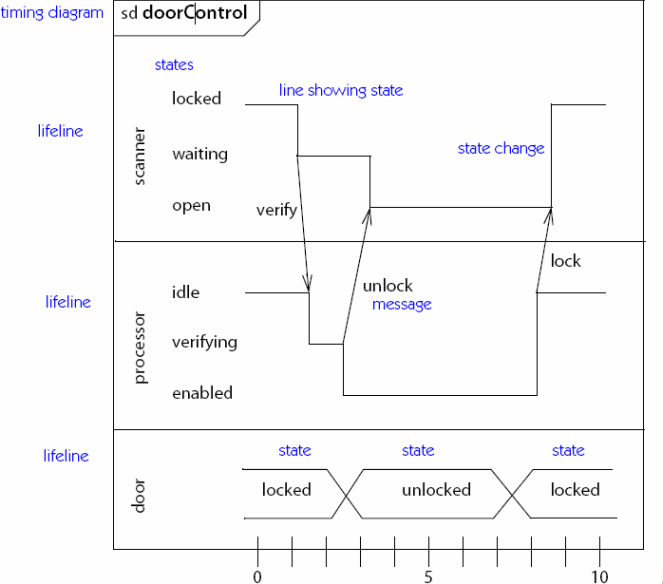 timing diagram
sd doorControl
states
locked
line showing state
lifeline
scanner
waiting
state change
open
verify
lock
lifeline
idle
unlock
message
processor
verifying
enabled
lifeline
state
state
state
door
locked
unlocked
locked
0
5
10